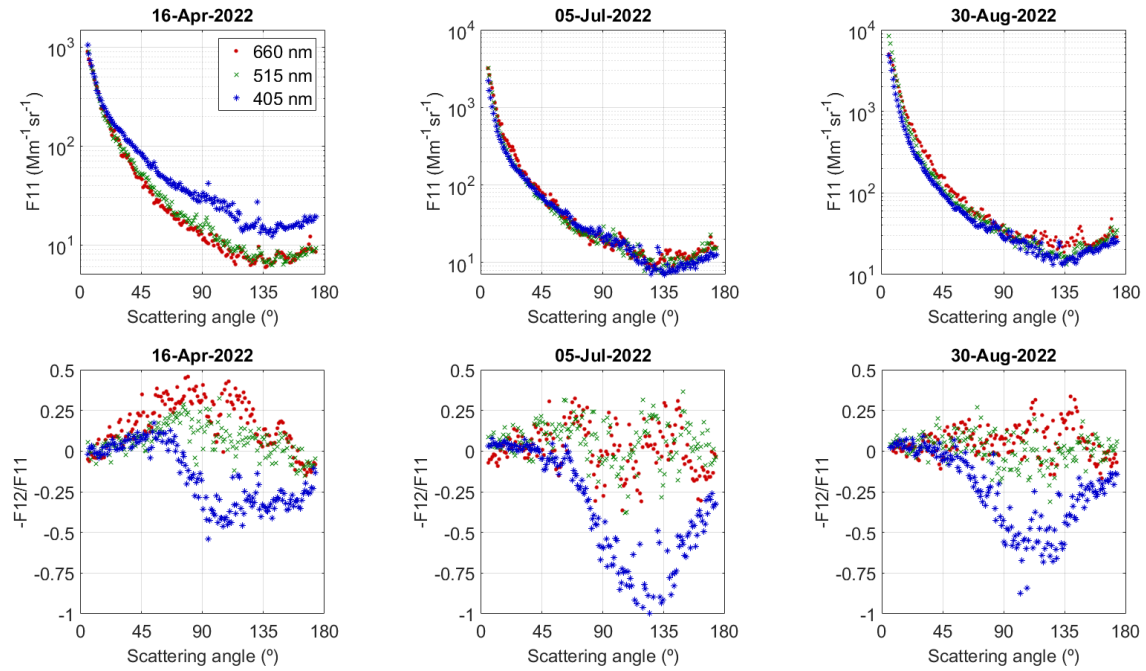 16-Apr-2022
05-Jul-2022
30-Aug-2022
10^3
10^2
10^1
F11 (Mm^-1 sr^-1)
660 nm
515 nm
405 nm
0 45 90 135 180
Scattering angle (º)
10^4
10^3
10^2
10^1
F11 (Mm^-1 sr^-1)
0 45 90 135 180
Scattering angle (º)
10^4
10^3
10^2
10^1
F11 (Mm^-1 sr^-1)
0 45 90 135 180
Scattering angle (º)
16-Apr-2022
0.5
0.25
0
-0.25
-0.5
-0.75
-1
-F12/F11
0 45 90 135 180
Scattering angle (º)
05-Jul-2022
0.5
0.25
0
-0.25
-0.5
-0.75
-1
-F12/F11
0 45 90 135 180
Scattering angle (º)
30-Aug-2022
0.5
0.25
0
-0.25
-0.5
-0.75
-1
-F12/F11
0 45 90 135 180
Scattering angle (º)